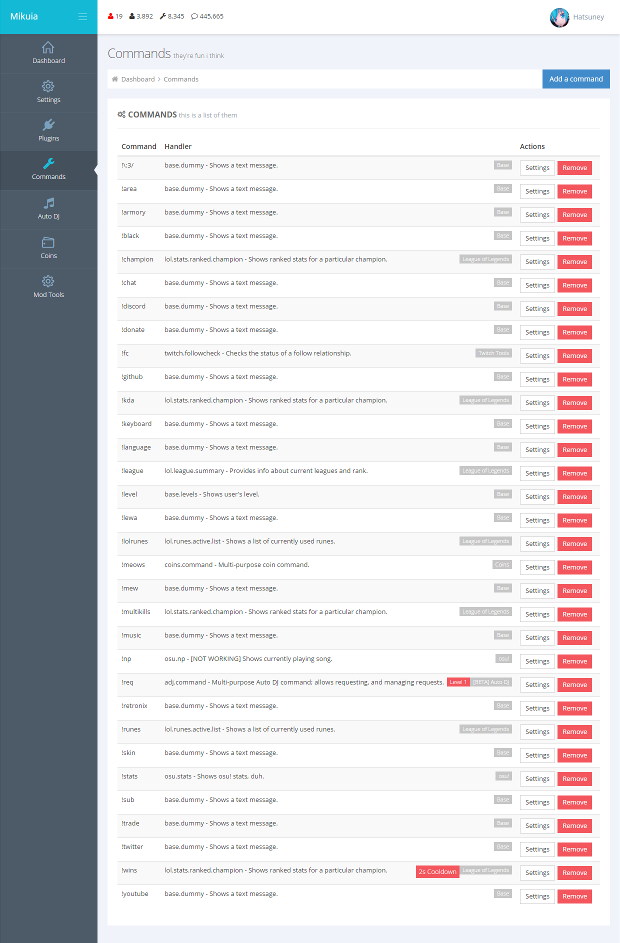 Mikuia
19 3,892 8,345 445,665
Hatsuney
Dashboard
Settings
Plugins
Commands
Auto DJ
Coins
Mod Tools
Commands they're fun i think
Dashboard > Commands
Add a command
COMMANDS this is a list of them
Command Handler Actions
!\:3/ base.dummy - Shows a text message. Base Settings Remove
!area base.dummy - Shows a text message. Base Settings Remove
!armory base.dummy - Shows a text message. Base Settings Remove
!black base.dummy - Shows a text message. Base Settings Remove
!champion lol.stats.ranked.champion - Shows ranked stats for a particular champion. League of Legends Settings Remove
!chat base.dummy - Shows a text message. Base Settings Remove
!discord base.dummy - Shows a text message. Base Settings Remove
!donate base.dummy - Shows a text message. Base Settings Remove
!fc twitch.followcheck - Checks the status of a follow relationship. Twitch Tools Settings Remove
!github base.dummy - Shows a text message. Base Settings Remove
!kda lol.stats.ranked.champion - Shows ranked stats for a particular champion. League of Legends Settings Remove
!keyboard base.dummy - Shows a text message. Base Settings Remove
!language base.dummy - Shows a text message. Base Settings Remove
!league lol.league.summary - Provides info about current leagues and rank. League of Legends Settings Remove
!level base.levels - Shows user's level. Base Settings Remove
!lewa base.dummy - Shows a text message. Base Settings Remove
!lolrunes lol.runes.active.list - Shows a list of currently used runes. League of Legends Settings Remove
!meows coins.command - Multi-purpose coin command. Coins Settings Remove
!mew base.dummy - Shows a text message. Base Settings Remove
!multikills lol.stats.ranked.champion - Shows ranked stats for a particular champion. League of Legends Settings Remove
!music base.dummy - Shows a text message. Base Settings Remove
!np osu.np - [NOT WORKING] Shows currently playing song. osu! Settings Remove
!req adj.command - Multi-purpose Auto DJ command: allows requesting, and managing requests. Level 1 [BETA] Auto DJ Settings Remove
!retronix base.dummy - Shows a text message. Base Settings Remove
!runes lol.runes.active.list - Shows a list of currently used runes. League of Legends Settings Remove
!skin base.dummy - Shows a text message. Base Settings Remove
!stats osu.stats - Shows osu! stats, duh. osu! Settings Remove
!sub base.dummy - Shows a text message. Base Settings Remove
!trade base.dummy - Shows a text message. Base Settings Remove
!twitter base.dummy - Shows a text message. Base Settings Remove
!wins lol.stats.ranked.champion - Shows ranked stats for a particular champion. 2s Cooldown League of Legends Settings Remove
!youtube base.dummy - Shows a text message. Base Settings Remove